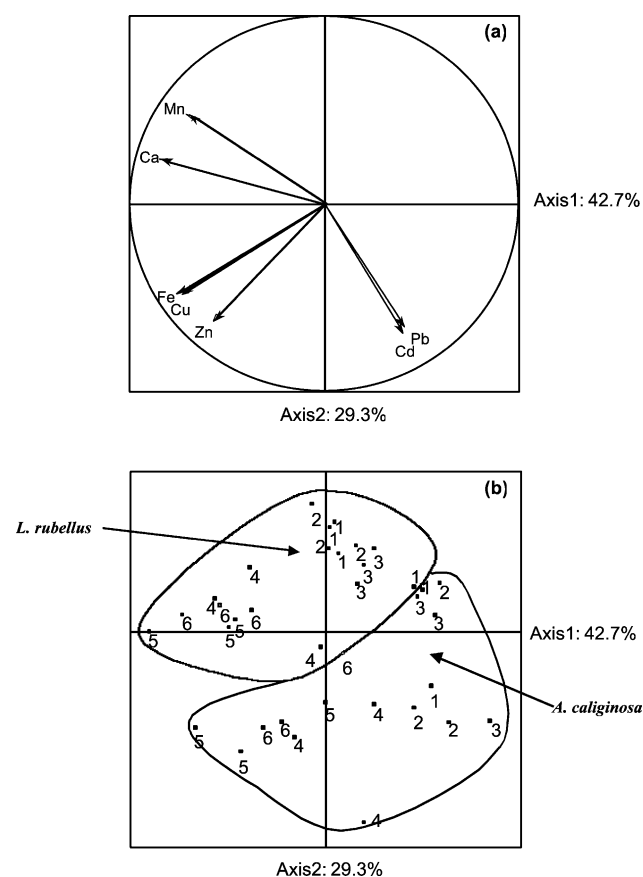 (a)
Mn
Ca
Axis1: 42.7%
Fe
Cu
Zn
Pb
Cd
Axis2: 29.3%
(b)
L. rubellus
2 1
1
2 1 2 3
3
4 3
1 1 2
4 6 3
6 6 3
5 5 5
Axis1: 42.7%
4 6
A. caliginosa
1
5 4 2 2 3
5 6 6 4
5
4
Axis2: 29.3%